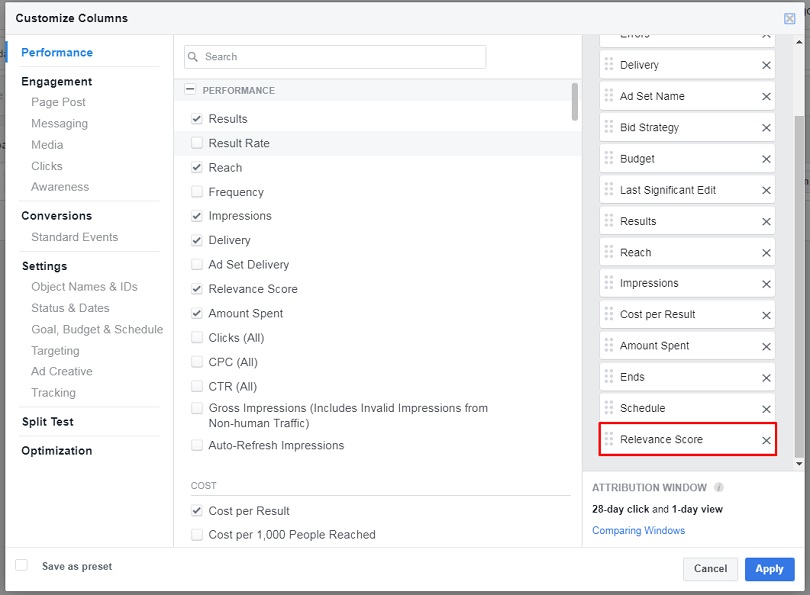 Customize Columns
Performance
Engagement
Page Post
Messaging
Media
Clicks
Awareness
Conversions
Standard Events
Settings
Object Names & IDs
Status & Dates
Goal, Budget & Schedule
Targeting
Ad Creative
Tracking
Split Test
Optimization
Search
PERFORMANCE
Results
Result Rate
Reach
Frequency
Impressions
Delivery
Ad Set Delivery
Relevance Score
Amount Spent
Clicks (All)
CPC (All)
CTR (All)
Gross Impressions (Includes Invalid Impressions from
Non-human Traffic)
Auto-Refresh Impressions
COST
Cost per Result
Cost per 1,000 People Reached
Errors
Delivery
Ad Set Name
Bid Strategy
Budget
Last Significant Edit
Results
Reach
Impressions
Cost per Result
Amount Spent
Ends
Schedule
Relevance Score
ATTRIBUTION WINDOW
28-day click and 1-day view
Comparing Windows
Save as preset
Cancel
Apply